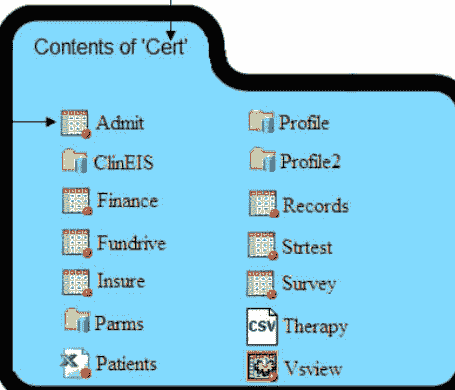 Contents of 'Cert'
Admit
ClinEIS
Finance
Fundrive
Insure
Parms
Patients
Profile
Profile2
Records
Strtest
Survey
CSV Therapy
Vsview